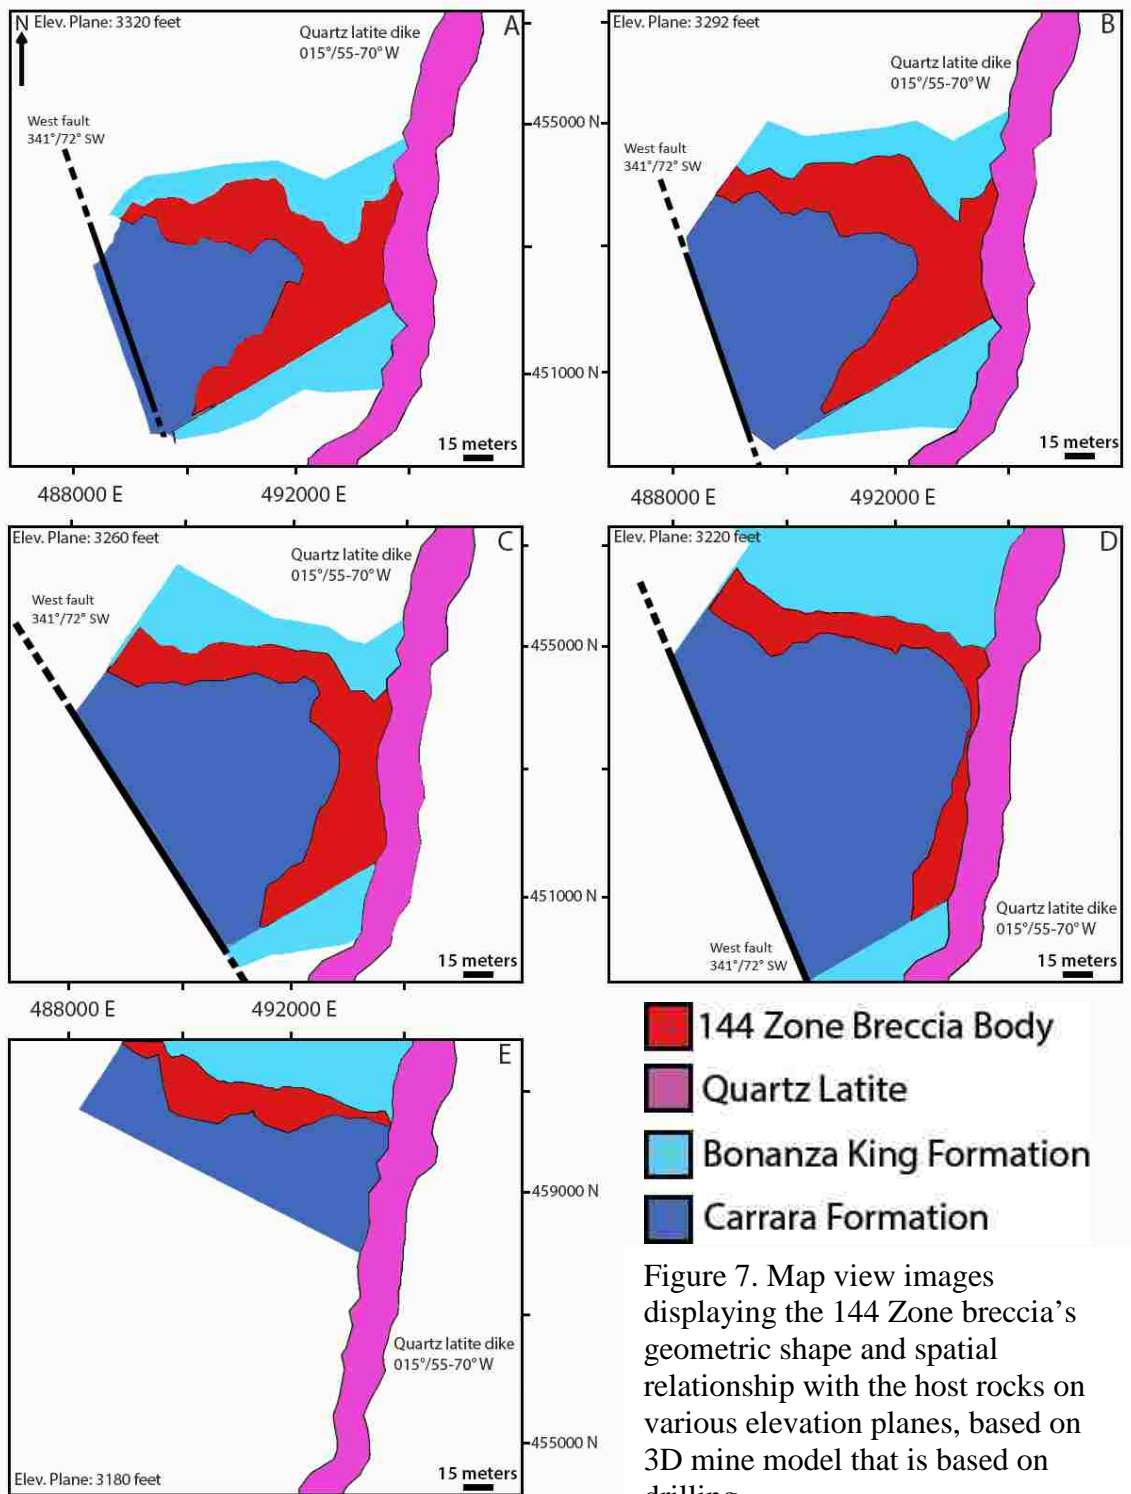 N
Elev. Plane: 3320 feet
Quartz latite dike
015°/55-70° W
A
West fault
341°/72° SW
15 meters
Elev. Plane: 3292 feet
B
Quartz latite dike
015°/55-70° W
455000 N
West fault
341°/72° SW
451000 N
15 meters
488000 E
492000 E
488000 E
492000 E
Elev. Plane: 3260 feet
C
Quartz latite dike
015°/55-70° W
West fault
341°/72° SW
15 meters
Elev. Plane: 3220 feet
D
455000 N
451000 N
Quartz latite dike
015°/55-70° W
West fault
341°/72° SW
15 meters
488000 E
492000 E
E
459000 N
Quartz latite dike
015°/55-70° W
455000 N
Elev. Plane: 3180 feet
15 meters
144 Zone Breccia Body
Quartz Latite
Bonanza King Formation
Carrara Formation
Figure 7. Map view images
displaying the 144 Zone breccia’s
geometric shape and spatial
relationship with the host rocks on
various elevation planes, based on
3D mine model that is based on